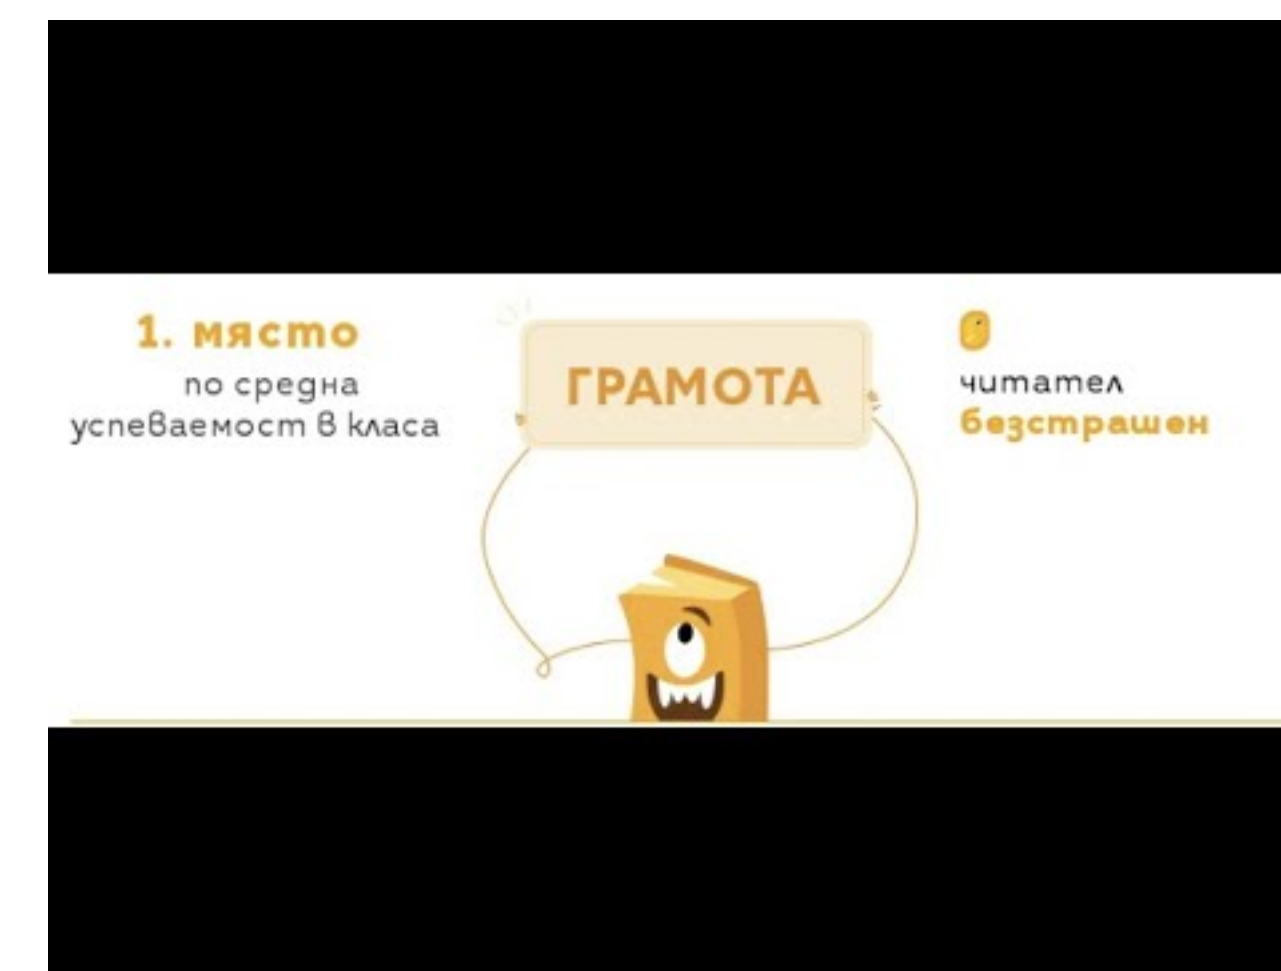 1. място
по средна
успеваемост в класа
ГРАМОТА
читател
безстрашен